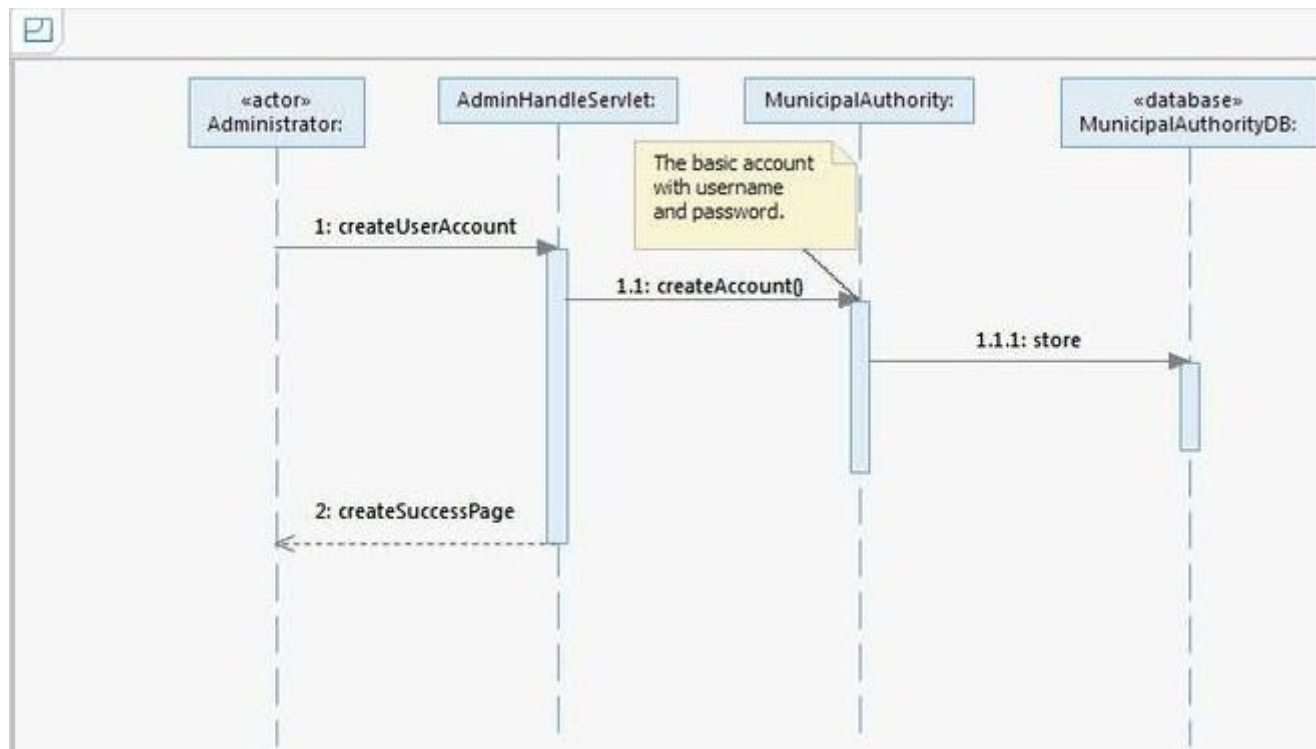 «actor»
Administrator:
AdminHandleServlet:
MunicipalAuthority:
«database»
MunicipalAuthorityDB:
The basic account
with username
and password.
1: createUserAccount
1.1: createAccount()
1.1.1: store
2: createSuccessPage